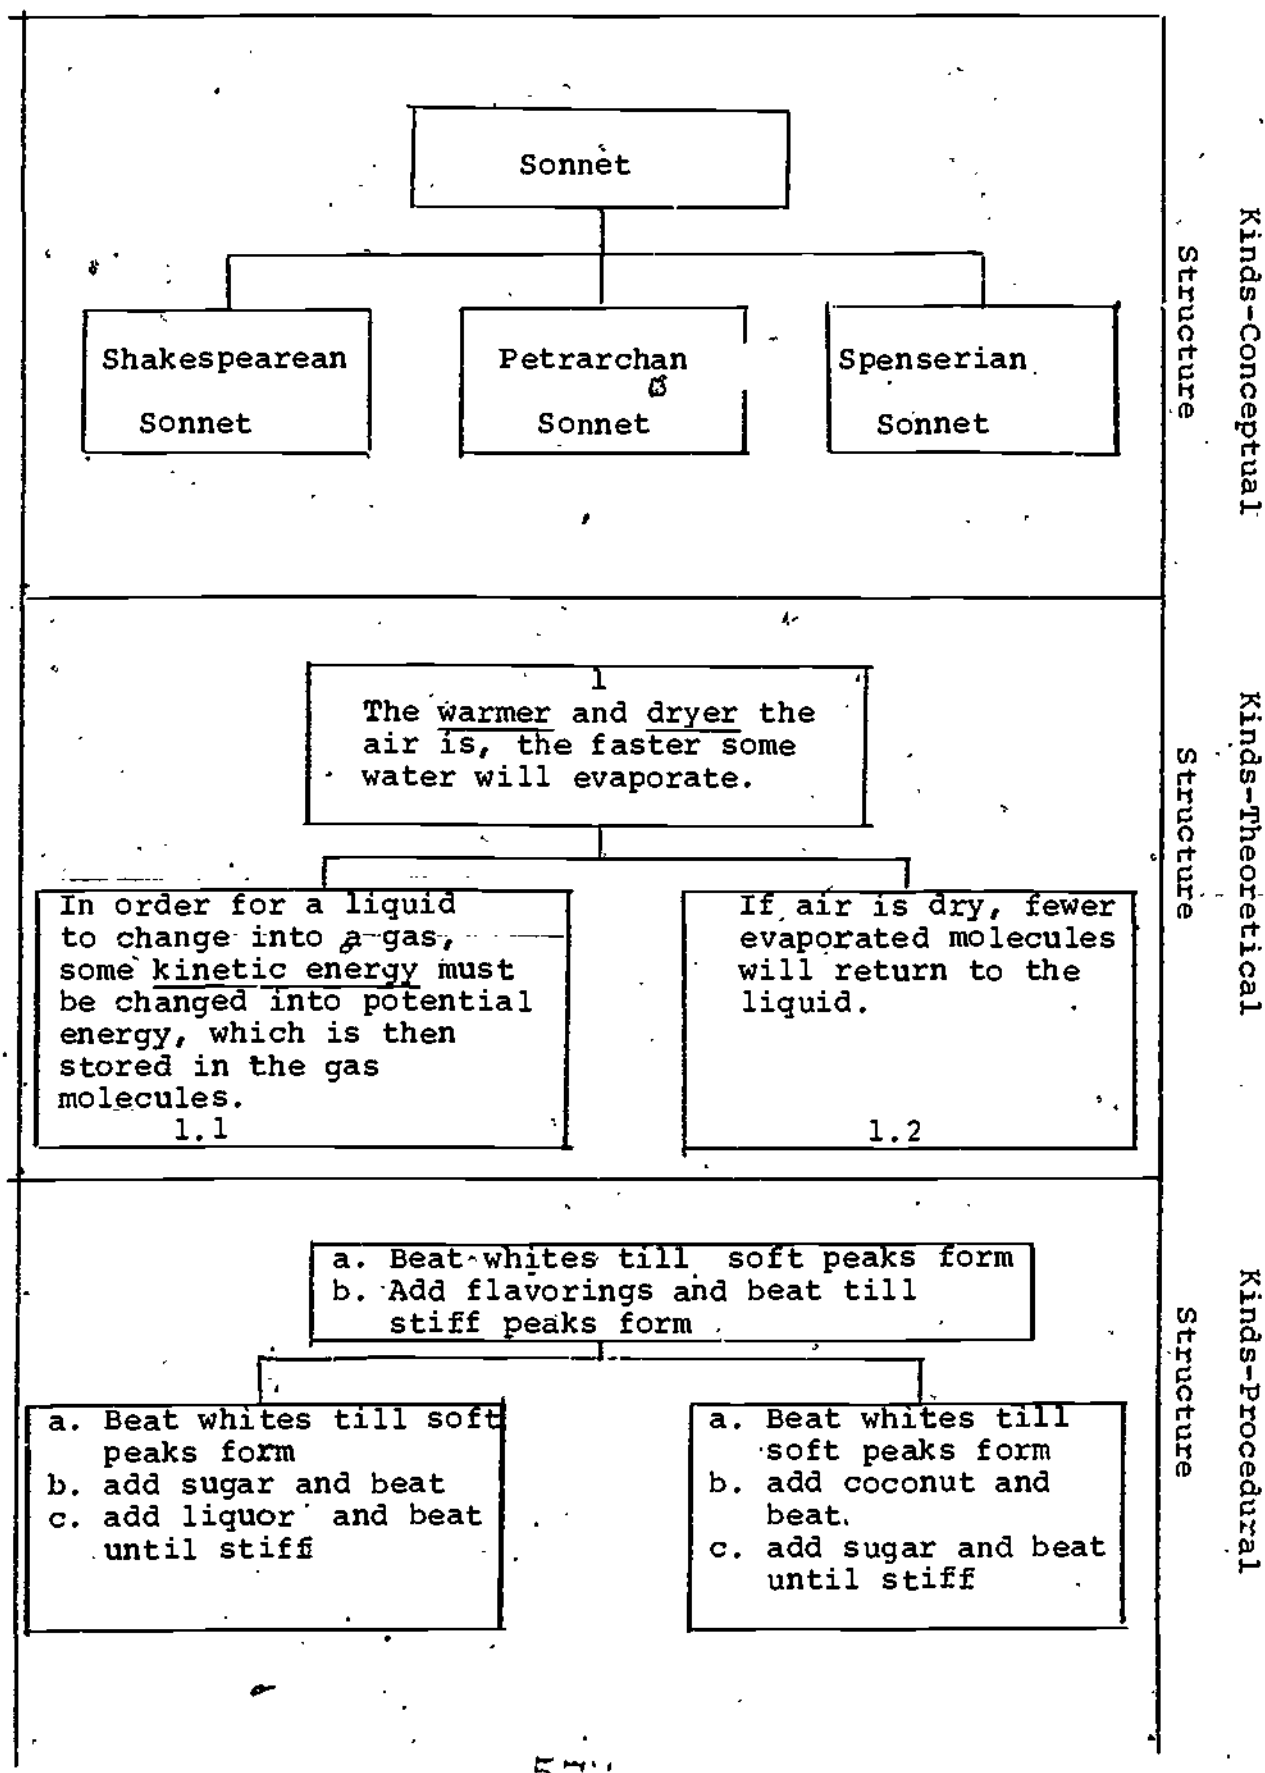 Sonnet
Shakespearean
Sonnet
Petrarchan
Sonnet
Spenserian
Sonnet
Kinds-Conceptual
Structure
1
The warmer and dryer the
air is, the faster some
water will evaporate.
In order for a liquid
to change into a gas,
some kinetic energy must
be changed into potential
energy, which is then
stored in the gas
molecules.
1.1
If air is dry, fewer
evaporated molecules
will return to the
liquid.
1.2
Kinds-Theoretical
Structure
a. Beat whites till soft peaks form
b. Add flavorings and beat till
stiff peaks form
a. Beat whites till soft
peaks form
b. add sugar and beat
c. add liquor and beat
until stiff
a. Beat whites till
soft peaks form
b. add coconut and
beat.
c. add sugar and beat
until stiff
Kinds-Procedural
Structure